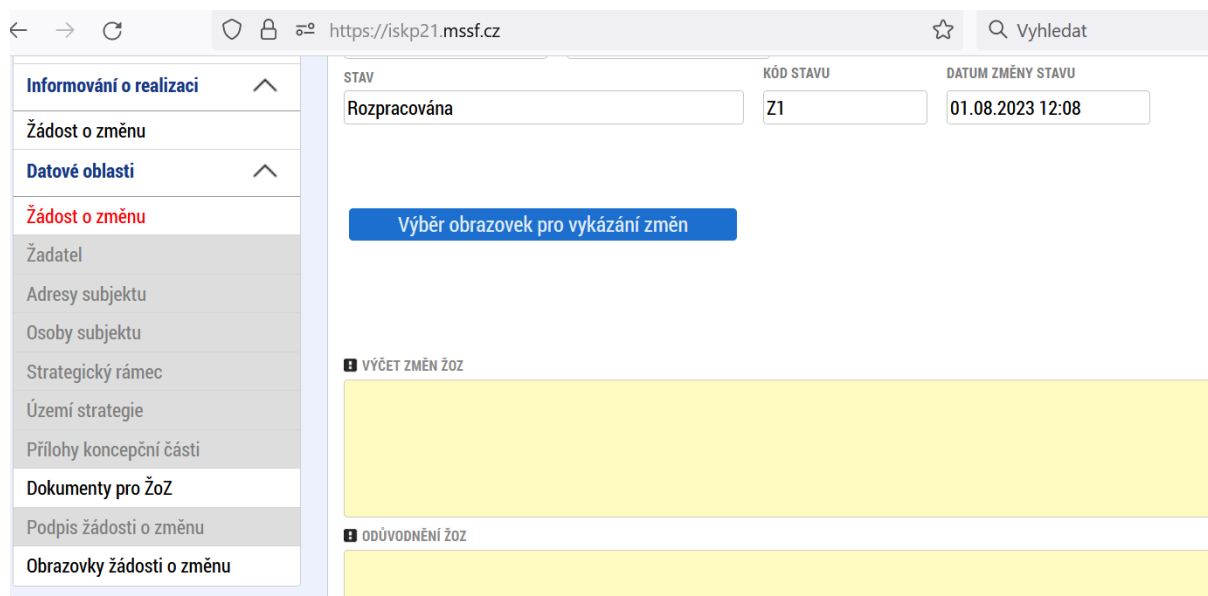 https://iskp21.mssf.cz
Vyhledat
Informování o realizaci
Žádost o změnu
Datové oblasti
Žádost o změnu
Žadatel
Adresy subjektu
Osoby subjektu
Strategický rámec
Území strategie
Přílohy koncepční části
Dokumenty pro ŽoZ
Podpis žádosti o změnu
Obrazovky žádosti o změnu
STAV KÓD STAVU DATUM ZMĚNY STAVU
Rozpracována Z1 01.08.2023 12:08
Výběr obrazovek pro vykázání změn
VÝČET ZMĚN ŽOZ
ODŮVODNĚNÍ ŽOZ